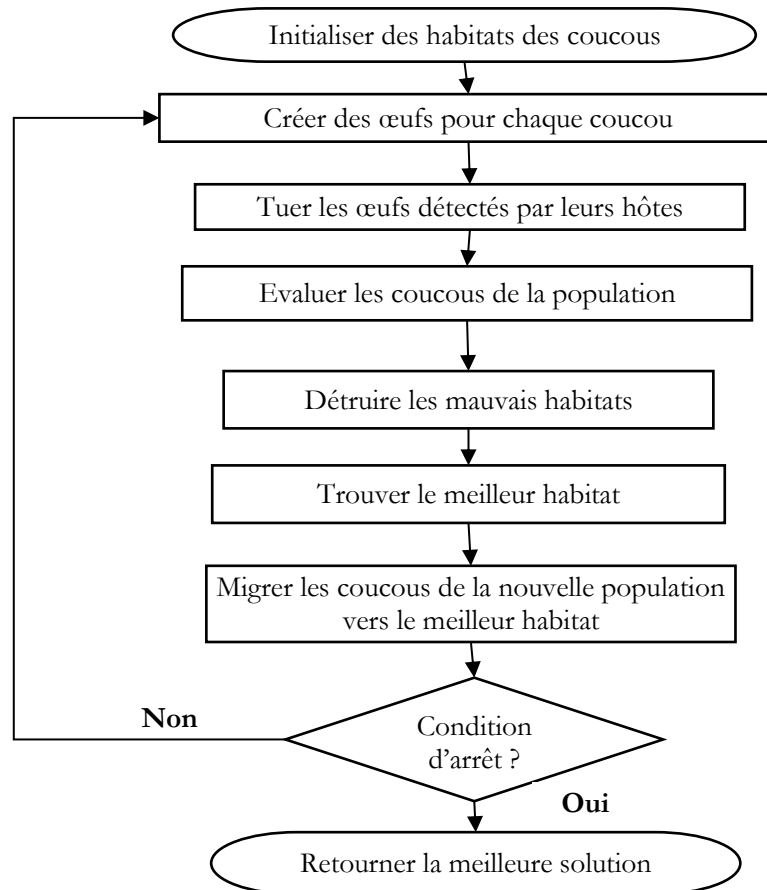 Initialiser des habitats des coucous
Créer des œufs pour chaque coucou
Tuer les œufs détectés par leurs hôtes
Evaluer les coucous de la population
Détruire les mauvais habitats
Trouver le meilleur habitat
Migrer les coucous de la nouvelle population
vers le meilleur habitat
Non
Condition
d'arrêt ?
Oui
Retourner la meilleure solution